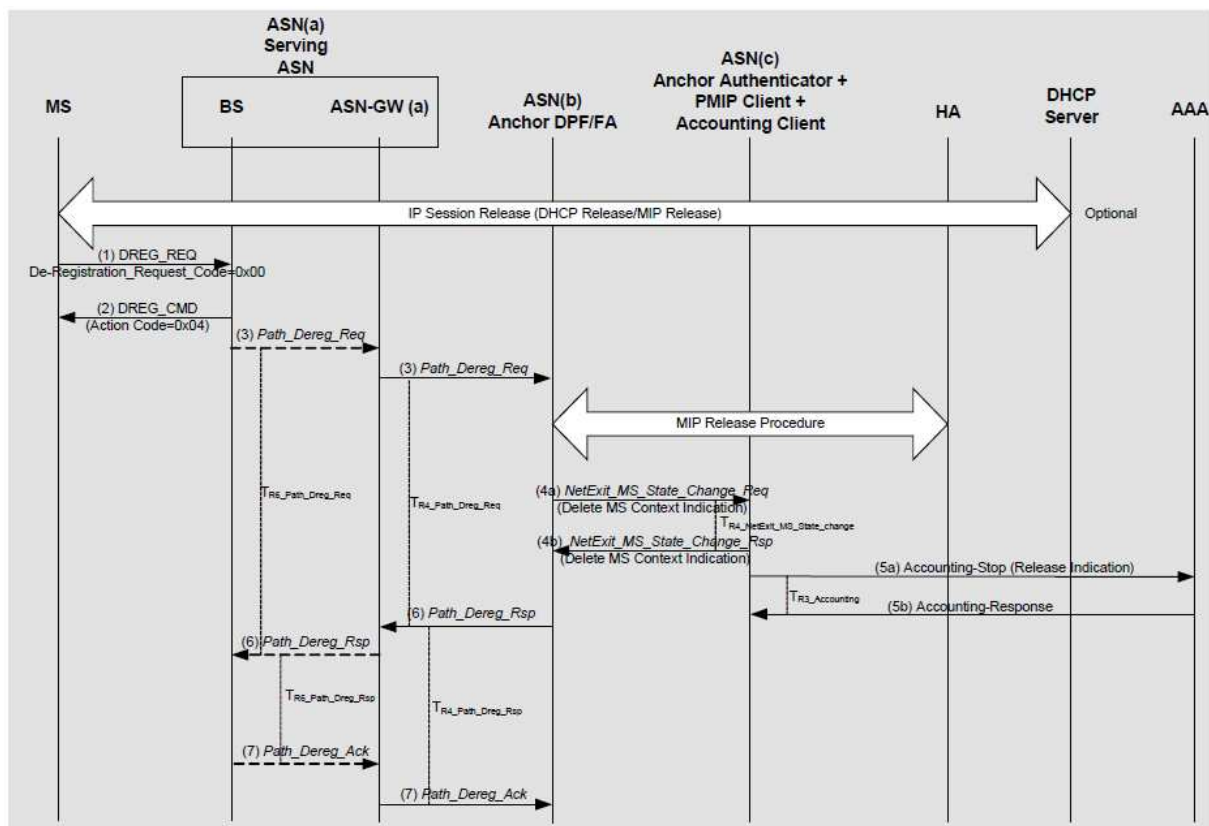 ASN(a)
Serving
ASN
MS
BS
ASN-GW (a)
ASN(b)
Anchor DPF/FA
ASN(c)
Anchor Authenticator +
PMIP Client +
Accounting Client
HA
DHCP
Server
AAA
IP Session Release (DHCP Release/MIP Release)
Optional
(1) DREG_REQ
De-Registration_Request_Code=0x00
(2) DREG_CMD
(Action Code=0x04)
(3) Path_Dereg_Req
(3) Path_Dereg_Req
MIP Release Procedure
TR6_Path_Dreg_Req
TR4_Path_Dreg_Req
(4a) NetExit_MS_State_Change_Req
(Delete MS Context Indication)
TR4_NetExit_MS_State_change
(4b) NetExit_MS_State_Change_Rsp
(Delete MS Context Indication)
(5a) Accounting-Stop (Release Indication)
TR3_Accounting
(5b) Accounting-Response
(6) Path_Dereg_Rsp
(6) Path_Dereg_Rsp
TR6_Path_Dreg_Rsp
TR4_Path_Dreg_Rsp
(7) Path_Dereg_Ack
(7) Path_Dereg_Ack